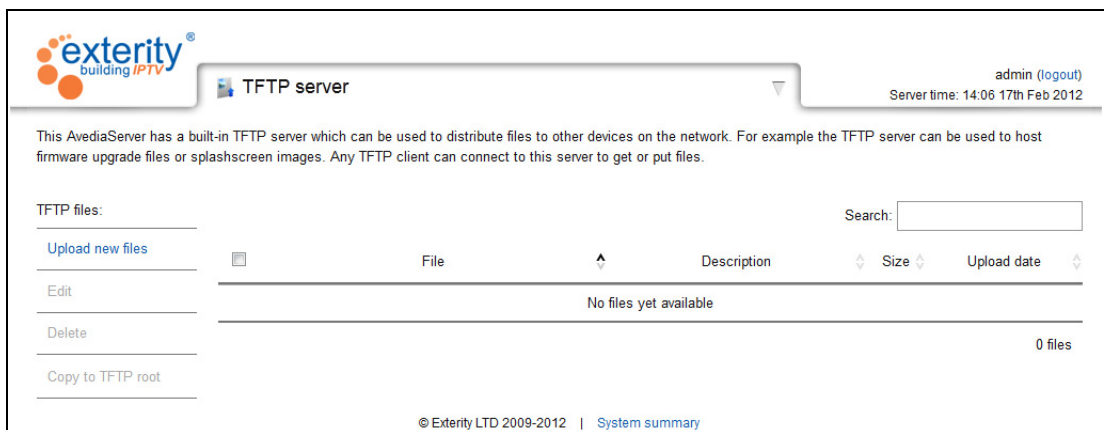 exterity®
building IPTV
TFTP server
admin (logout)
Server time: 14:06 17th Feb 2012
This AvediaServer has a built-in TFTP server which can be used to distribute files to other devices on the network. For example the TFTP server can be used to host
firmware upgrade files or splashscreen images. Any TFTP client can connect to this server to get or put files.
TFTP files:
Search:
Upload new files
File Description Size Upload date
Edit
No files yet available
Delete
0 files
Copy to TFTP root
© Exterity LTD 2009-2012 | System summary